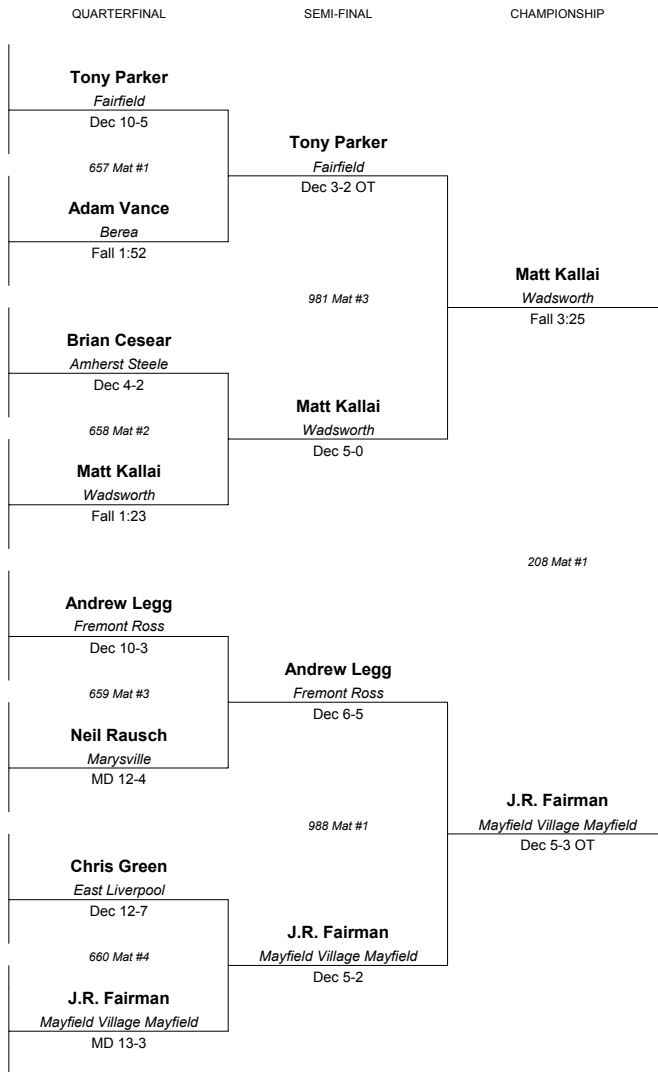 QUARTERFINAL
SEMI-FINAL
CHAMPIONSHIP
Tony Parker
Fairfield
Dec 10-5
657 Mat #1
Adam Vance
Berea
Fall 1:52
Brian Cesear
Amherst Steele
Dec 4-2
658 Mat #2
Matt Kallai
Wadsworth
Fall 1:23
Andrew Legg
Fremont Ross
Dec 10-3
659 Mat #3
Neil Rausch
Marysville
MD 12-4
Chris Green
East Liverpool
Dec 12-7
660 Mat #4
J.R. Fairman
Mayfield Village Mayfield
MD 13-3
Tony Parker
Fairfield
Dec 3-2 OT
981 Mat #3
Matt Kallai
Wadsworth
Dec 5-0
Andrew Legg
Fremont Ross
Dec 6-5
988 Mat #1
J.R. Fairman
Mayfield Village Mayfield
Dec 5-2
Matt Kallai
Wadsworth
Fall 3:25
208 Mat #1
J.R. Fairman
Mayfield Village Mayfield
Dec 5-3 OT